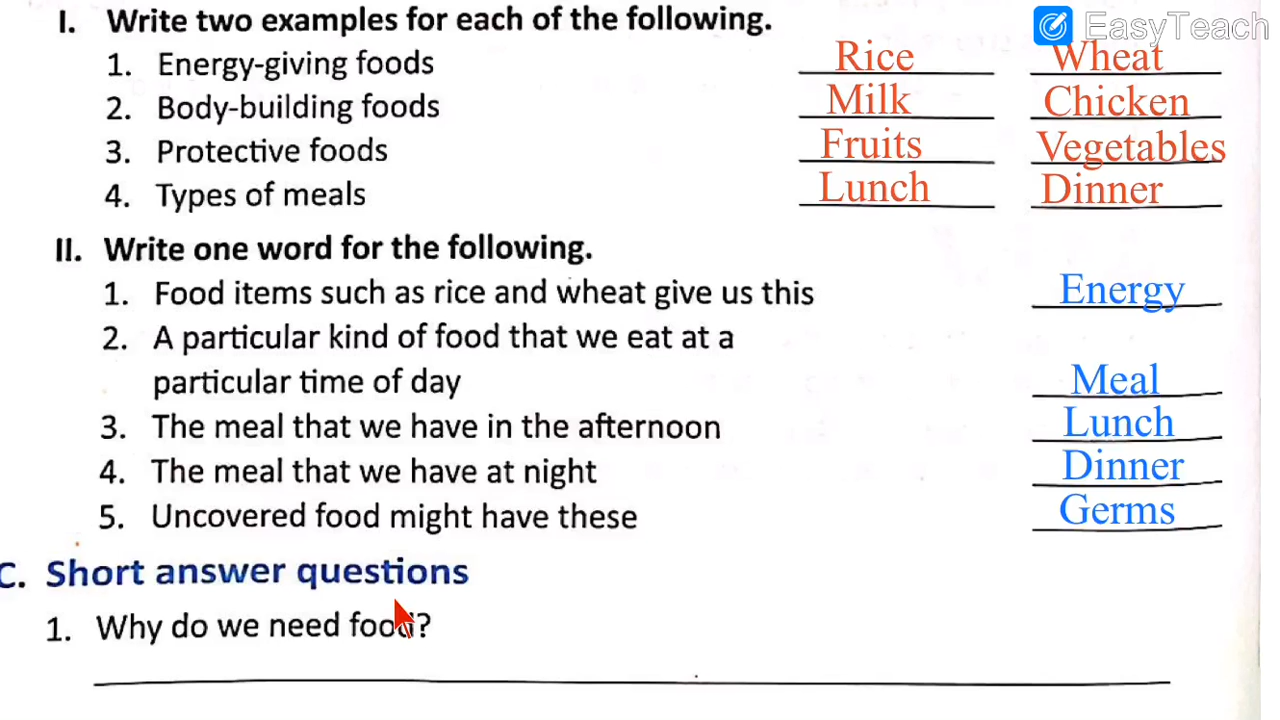 EasyTeach
I. Write two examples for each of the following.
1. Energy-giving foods Rice Wheat
2. Body-building foods Milk Chicken
3. Protective foods Fruits Vegetables
4. Types of meals Lunch Dinner
II. Write one word for the following.
1. Food items such as rice and wheat give us this Energy
2. A particular kind of food that we eat at a
particular time of day Meal
3. The meal that we have in the afternoon Lunch
4. The meal that we have at night Dinner
5. Uncovered food might have these Germs
C. Short answer questions
1. Why do we need food?